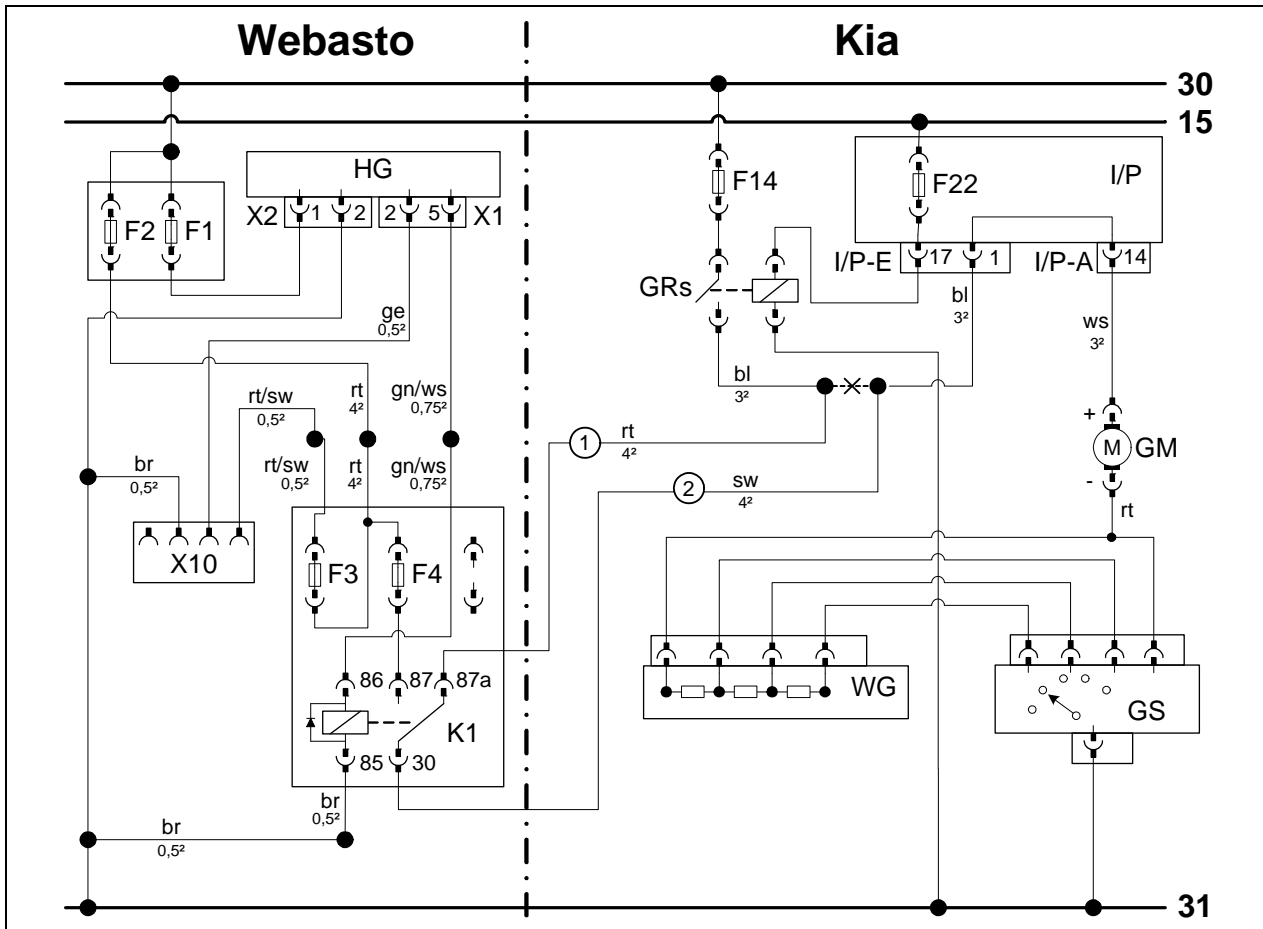 Webasto
Kia
30
15
HG
I/P
F2
F1
X2
1
2
2
5
X1
F14
F22
I/P-E
17
1
I/P-A
14
GRs
ge
0,5²
bl
3²
ws
3²
rt/sw
0,5²
rt
4²
gn/ws
0,75²
bl
3²
br
0,5²
rt/sw
0,5²
rt
4²
gn/ws
0,75²
1
rt
4²
2
sw
4²
+
M
GM
-
rt
X10
F3
F4
86
87
87a
K1
85
30
WG
GS
br
0,5²
br
0,5²
31